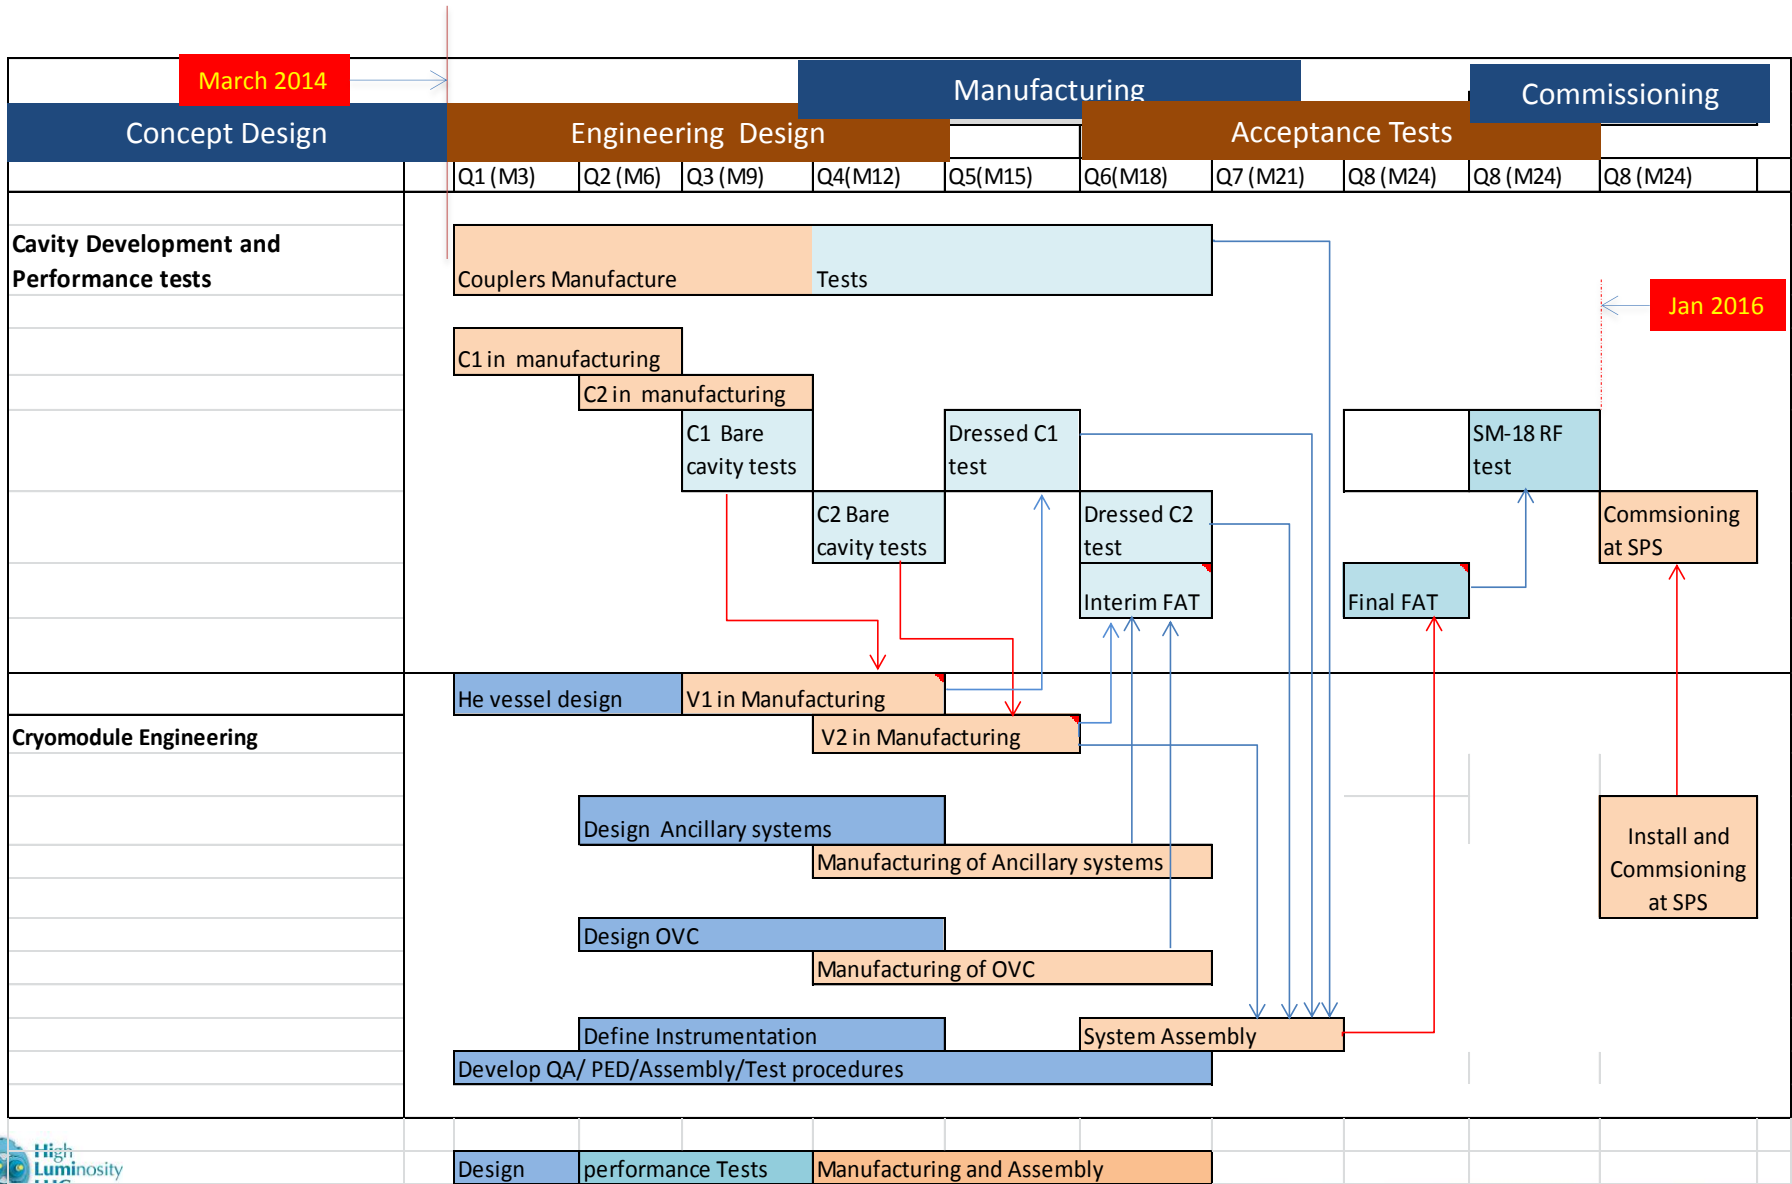 March 2014
Manufacturing
Commissioning
Concept Design
Engineering Design
Acceptance Tests
Q1 (M3)
Q2 (M6)
Q3 (M9)
Q4(M12)
Q5(M15)
Q6(M18)
Q7 (M21)
Q8 (M24)
Q8 (M24)
Q8 (M24)
Cavity Development and
Performance tests
Couplers Manufacture
Tests
Jan 2016
C1 in manufacturing
C2 in manufacturing
C1 Bare
cavity tests
Dressed C1
test
SM-18 RF
test
C2 Bare
cavity tests
Dressed C2
test
Commsioning
at SPS
Interim FAT
Final FAT
He vessel design
V1 in Manufacturing
Cryomodule Engineering
V2 in Manufacturing
Design Ancillary systems
Manufacturing of Ancillary systems
Install and
Commsioning
at SPS
Design OVC
Manufacturing of OVC
Define Instrumentation
System Assembly
Develop QA/ PED/Assembly/Test procedures
High
Luminosity
Design
performance Tests
Manufacturing and Assembly